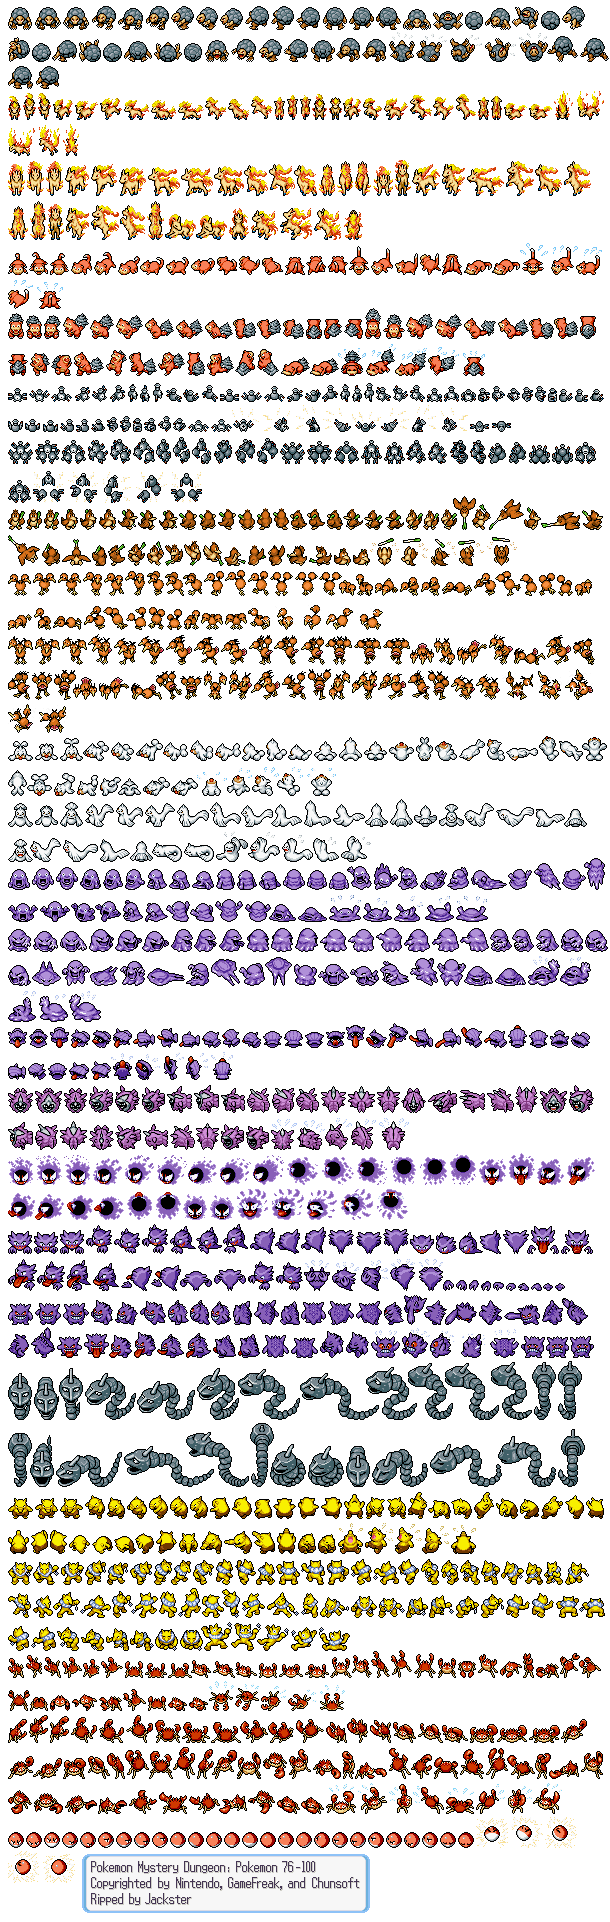 Pokemon Mystery Dungeon: Pokemon 76-100
Copyrighted by Nintendo, GameFreak, and Chunsoft
Ripped by Jackster